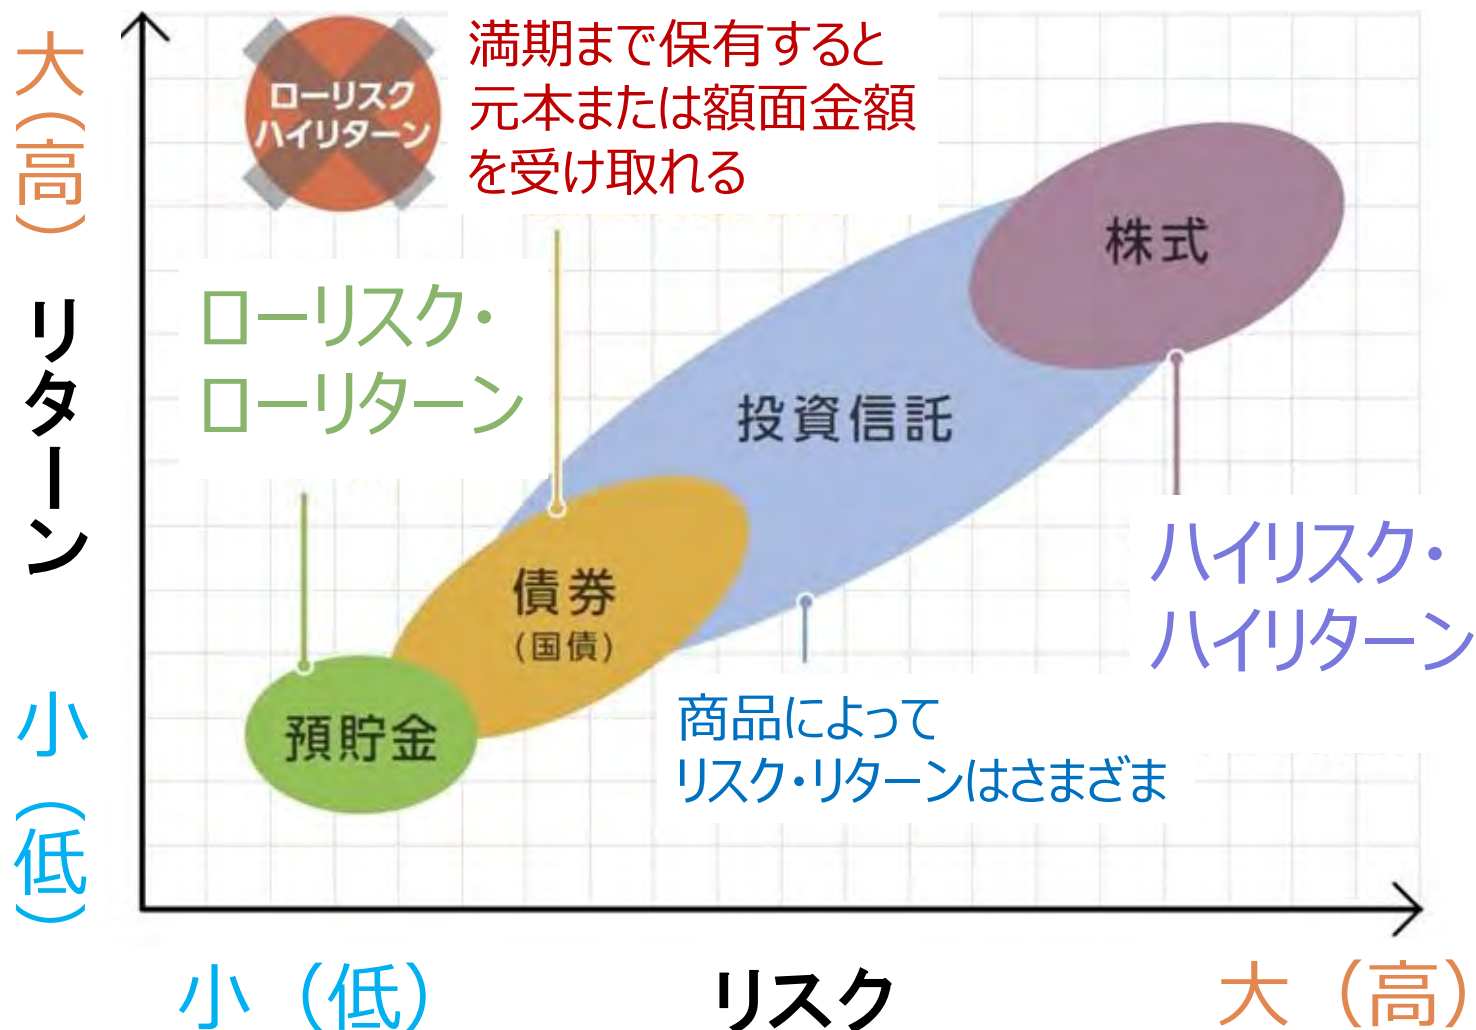 大(高)
リターン
小(低)
ローリスク
ハイリターン
満期まで保有すると
元本または額面金額
を受け取れる
ローリスク・
ローリターン
株式
投資信託
債券
(国債)
預貯金
ハイリスク・
ハイリターン
商品によって
リスク・リターンはさまざま
小(低)
リスク
大(高)